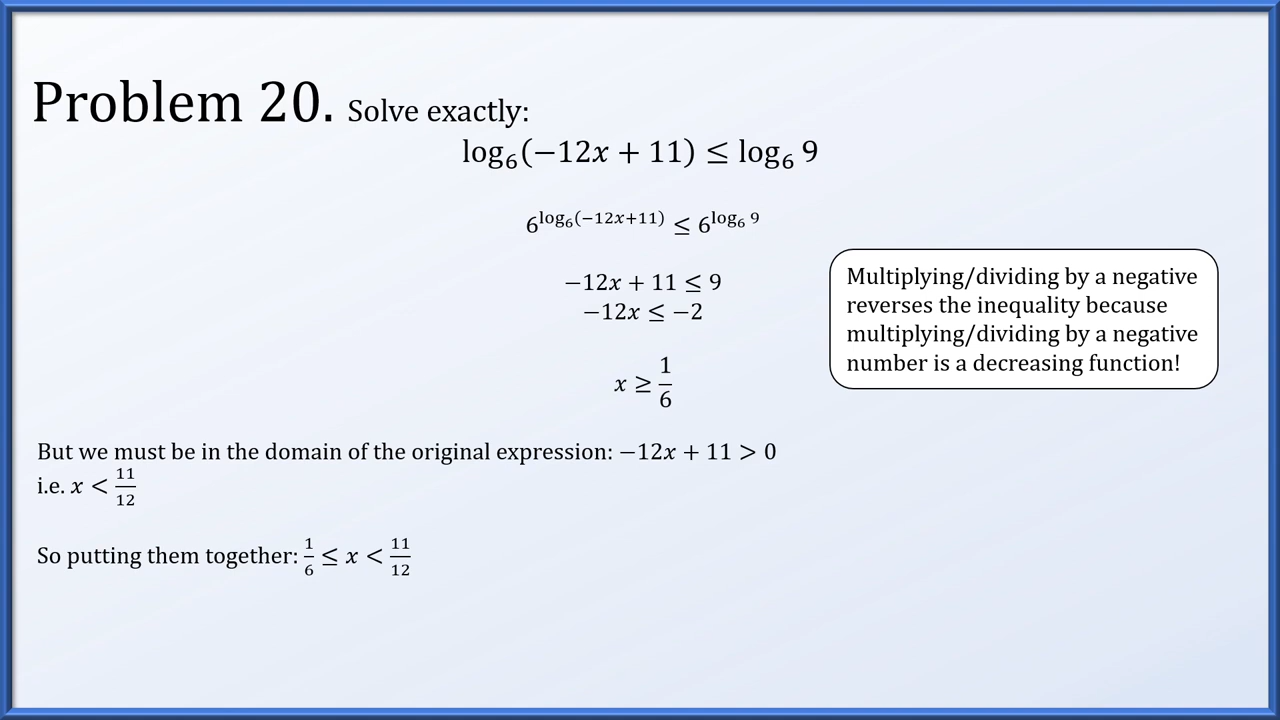 Problem 20. Solve exactly:
log₆(−12x + 11) ≤ log₆ 9
6^(log₆(−12x+11)) ≤ 6^(log₆ 9)
−12x + 11 ≤ 9
−12x ≤ −2
x ≥ 1/6
Multiplying/dividing by a negative
reverses the inequality because
multiplying/dividing by a negative
number is a decreasing function!
But we must be in the domain of the original expression: −12x + 11 > 0
i.e. x < 11/12
So putting them together: 1/6 ≤ x < 11/12